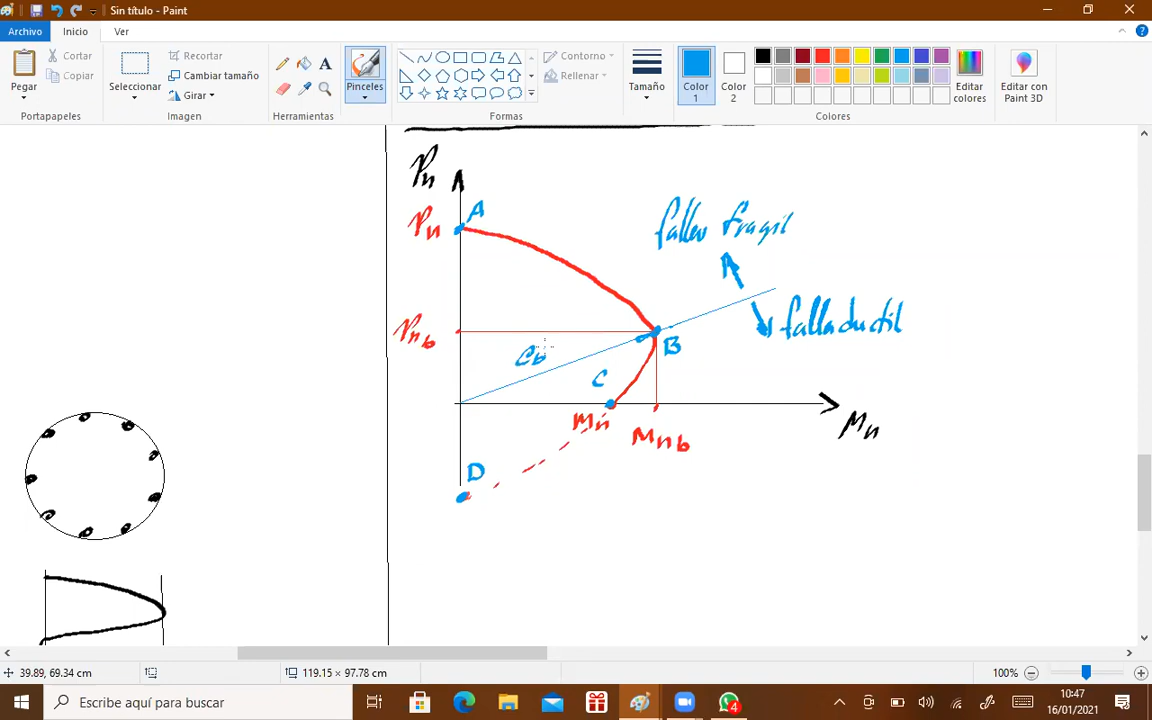 Sin título - Paint
Archivo
Inicio
Ver
Pegar
Cortar
Copiar
Portapapeles
Seleccionar
Recortar
Cambiar tamaño
Girar
Imagen
A
Herramientas
Pinceles
Contorno
Rellenar
Formas
Tamaño
Color 1
Color 2
Editar colores
Editar con Paint 3D
Colores
Pn
Pn
A
falla fragil
falla ductil
Pnb
B
eb
C
Mn
Mnb
Mn
D
39.89, 69.34 cm
119.15 × 97.78 cm
100%
Escribe aquí para buscar
4
10:47
16/01/2021